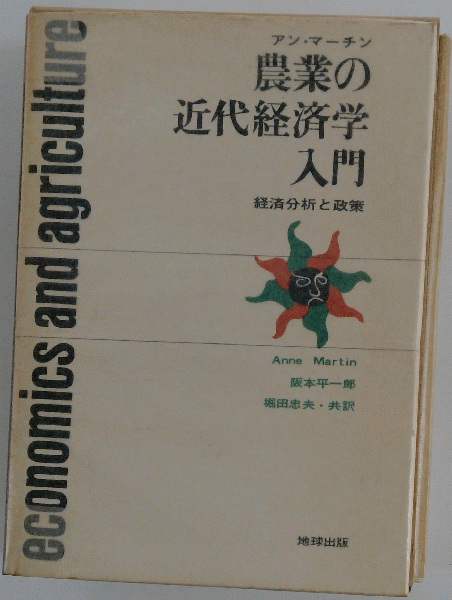 economics and agriculture
アン・マーチン
農業の
近代経済学
入門
経済分析と政策
Anne Martin
阪本平一郎
堀田忠夫・共訳
地球出版